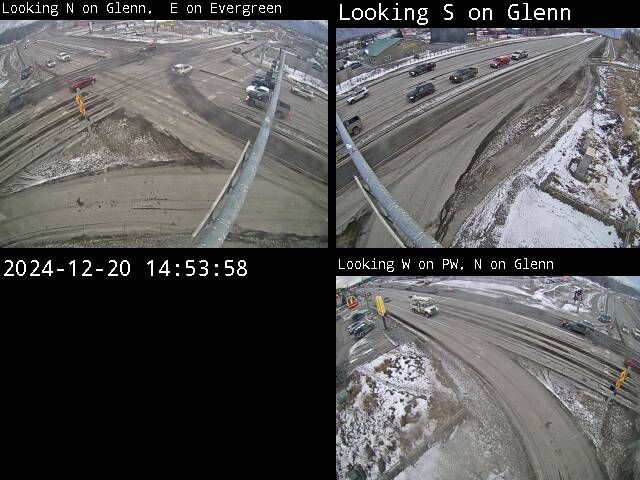 Looking N on Glenn,  E on Evergreen
Looking S on Glenn
2024-12-20 14:53:58
Looking W on PW, N on Glenn